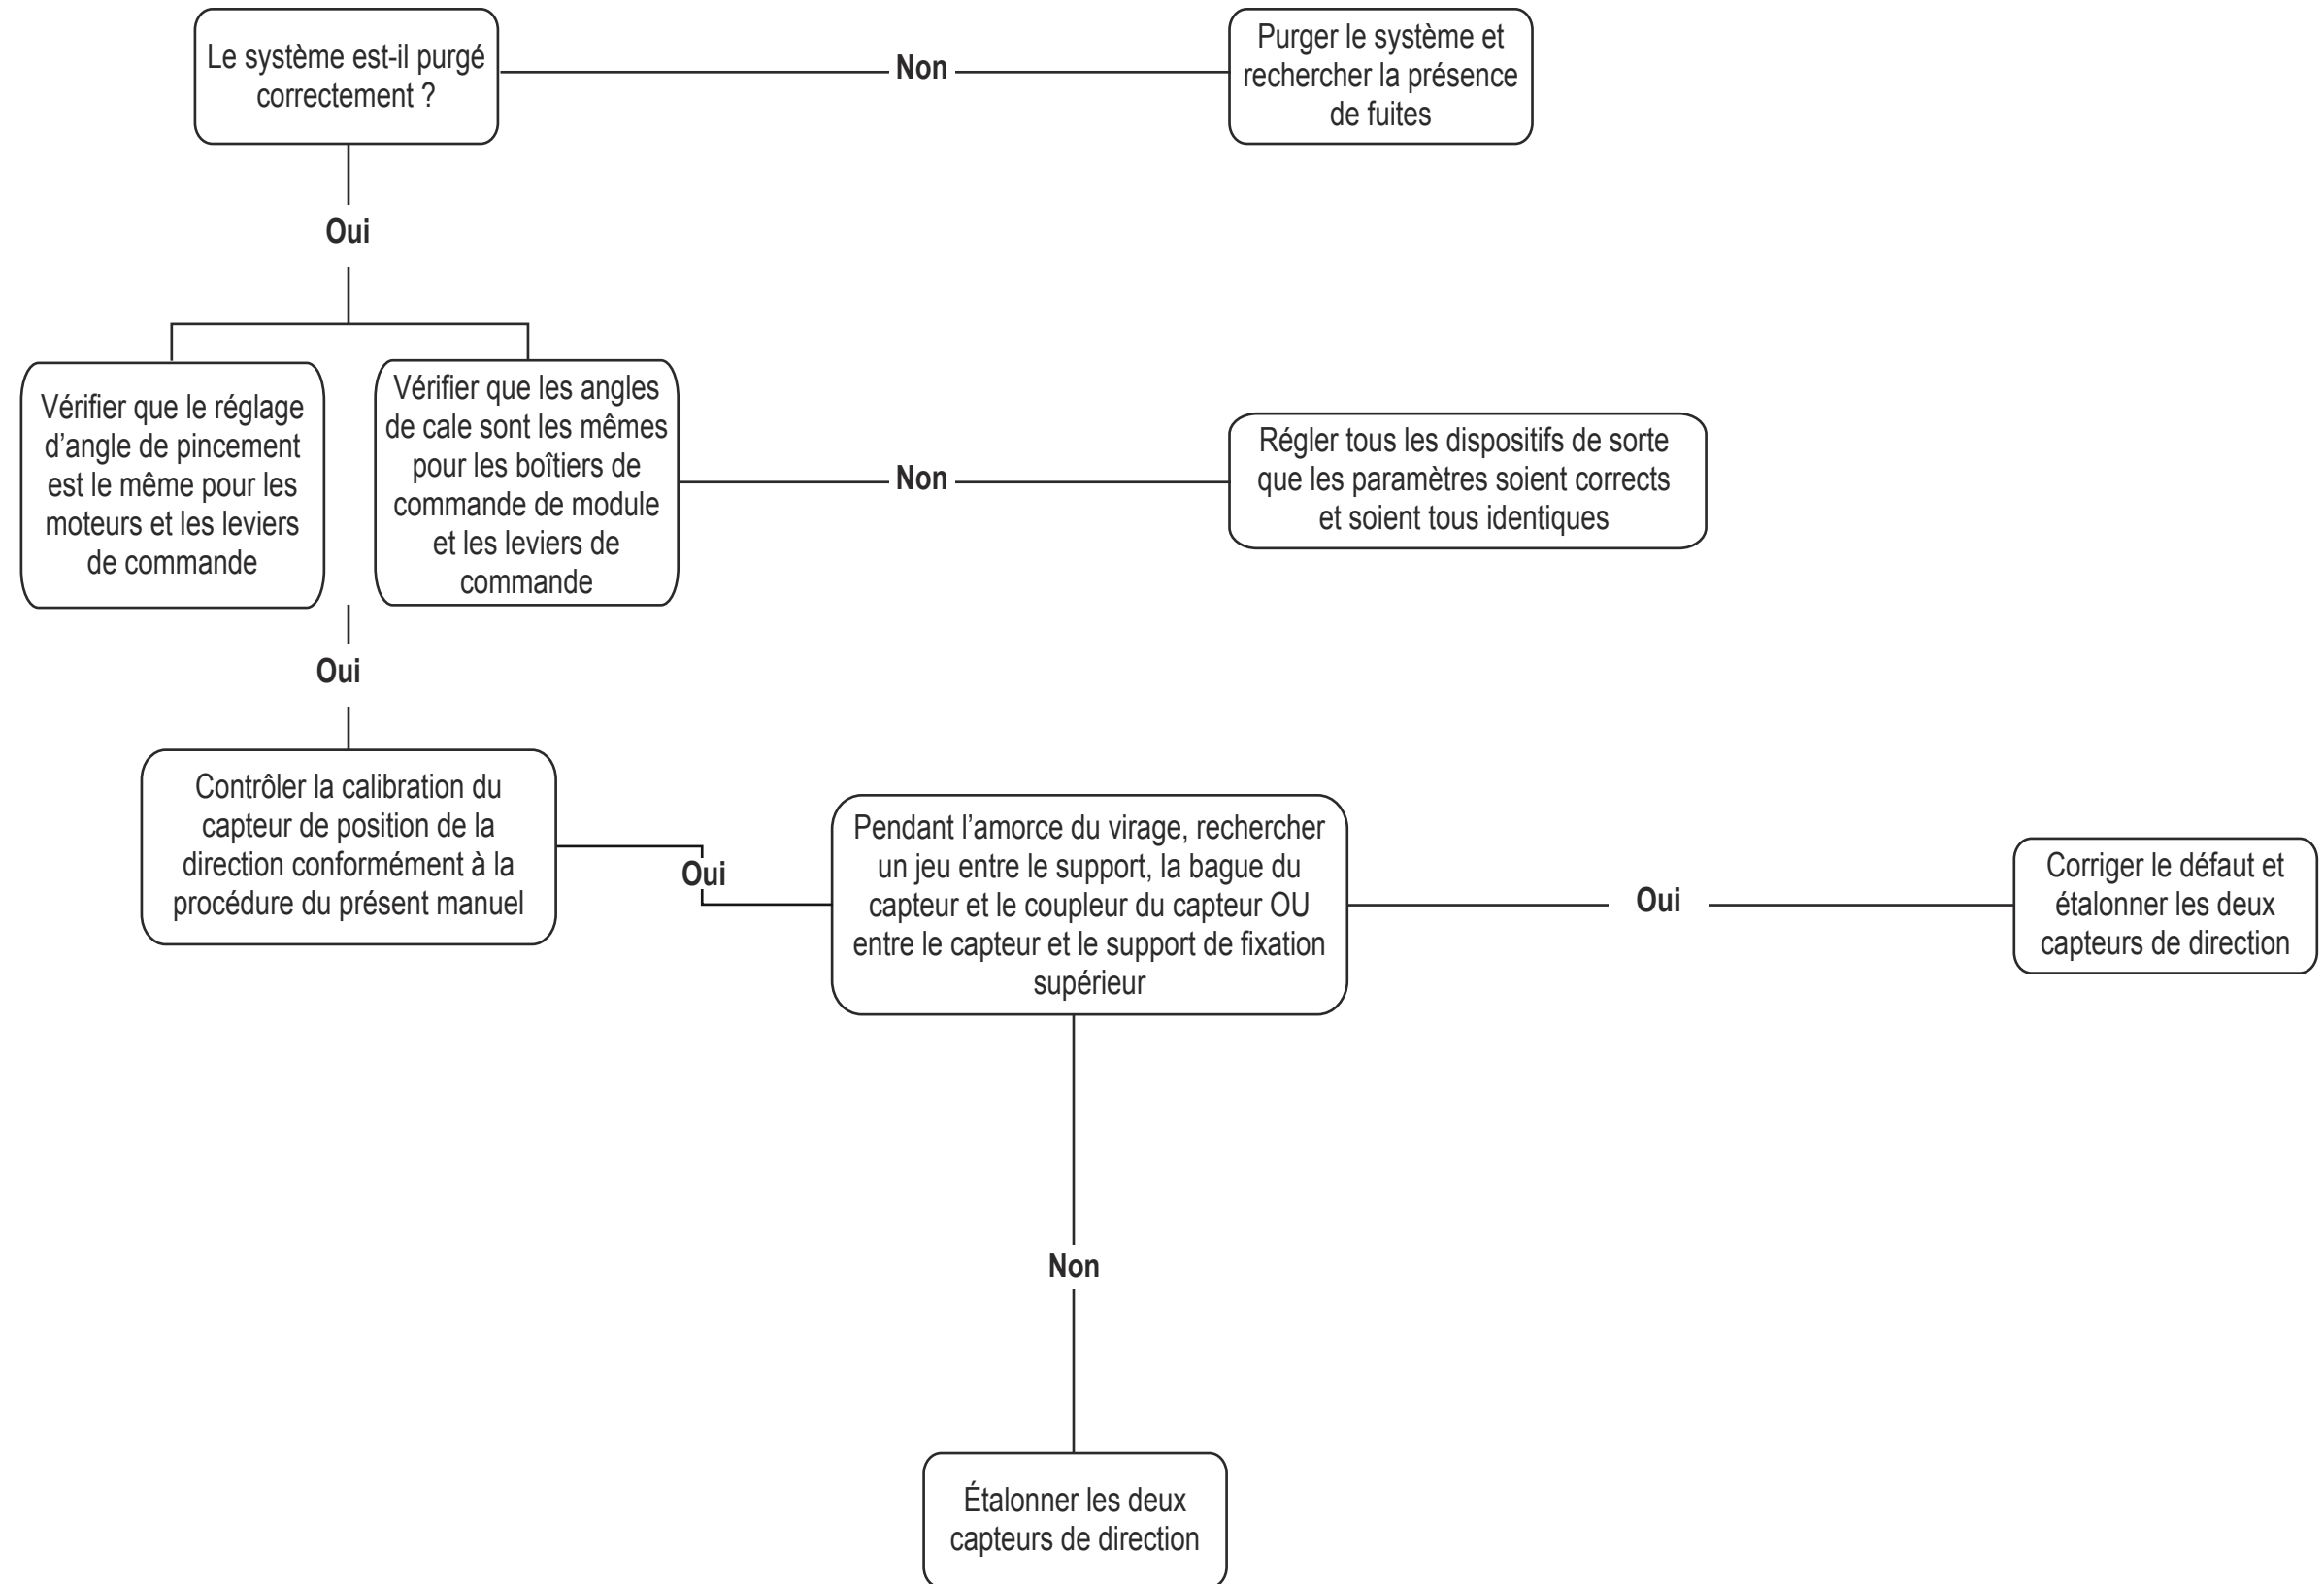 Le système est-il purgé
correctement ?
Non
Purger le système et
rechercher la présence
de fuites
Oui
Vérifier que le réglage
d’angle de pincement
est le même pour les
moteurs et les leviers
de commande
Vérifier que les angles
de cale sont les mêmes
pour les boîtiers de
commande de module
et les leviers de
commande
Non
Régler tous les dispositifs de sorte
que les paramètres soient corrects
et soient tous identiques
Oui
Contrôler la calibration du
capteur de position de la
direction conformément à la
procédure du présent manuel
Oui
Pendant l’amorce du virage, rechercher
un jeu entre le support, la bague du
capteur et le coupleur du capteur OU
entre le capteur et le support de fixation
supérieur
Oui
Corriger le défaut et
étalonner les deux
capteurs de direction
Non
Étalonner les deux
capteurs de direction